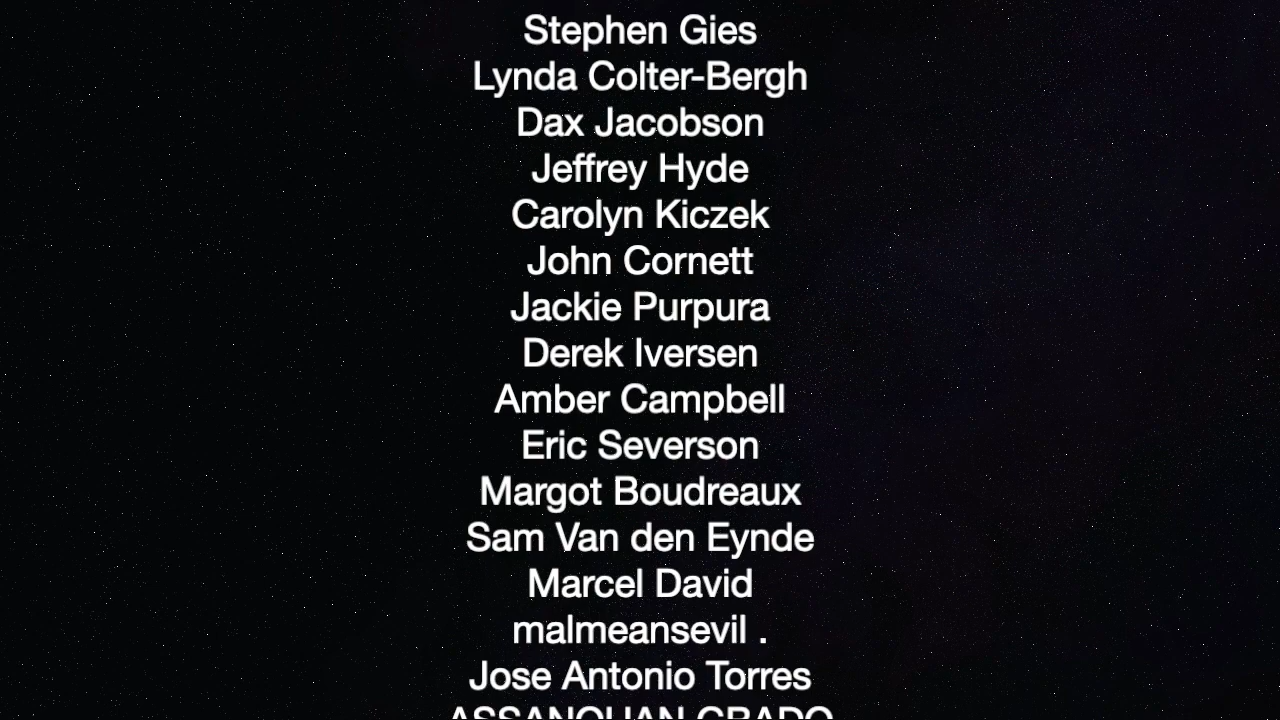 Stephen Gies
Lynda Colter-Bergh
Dax Jacobson
Jeffrey Hyde
Carolyn Kiczek
John Cornett
Jackie Purpura
Derek Iversen
Amber Campbell
Eric Severson
Margot Boudreaux
Sam Van den Eynde
Marcel David
malmeansevil .
Jose Antonio Torres